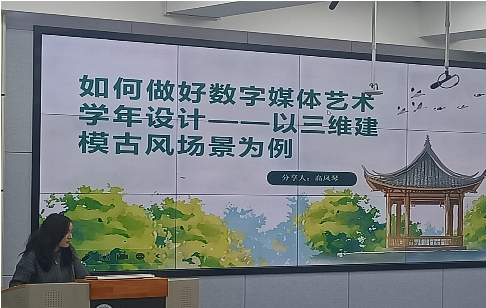 如何做好数字媒体艺术
学年设计——以三维建
模古风场景为例
分享人：高凤琴